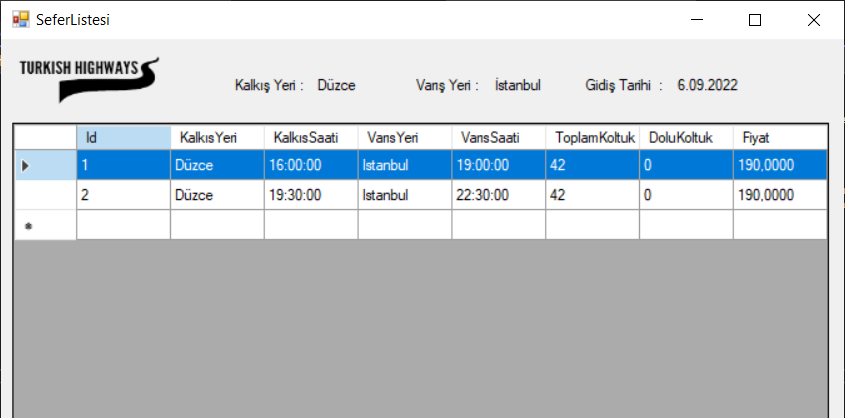 SeferListesi
TURKISH HIGHWAYS
Kalkış Yeri : Düzce Varış Yeri : İstanbul Gidiş Tarihi : 6.09.2022
Id KalkısYeri KalkısSaati VarısYeri VarısSaati ToplamKoltuk DoluKoltuk Fiyat
1 Düzce 16:00:00 Istanbul 19:00:00 42 0 190,0000
2 Düzce 19:30:00 Istanbul 22:30:00 42 0 190,0000